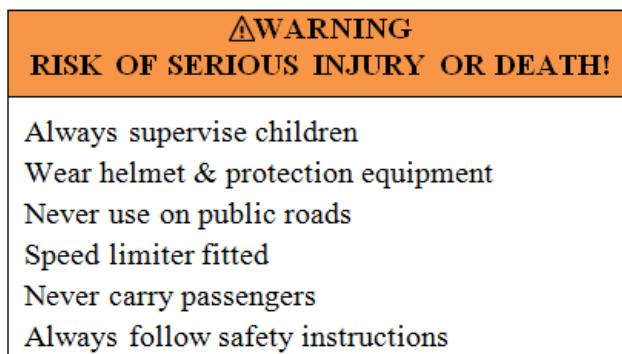 ⚠WARNING
RISK OF SERIOUS INJURY OR DEATH!
Always supervise children
Wear helmet & protection equipment
Never use on public roads
Speed limiter fitted
Never carry passengers
Always follow safety instructions